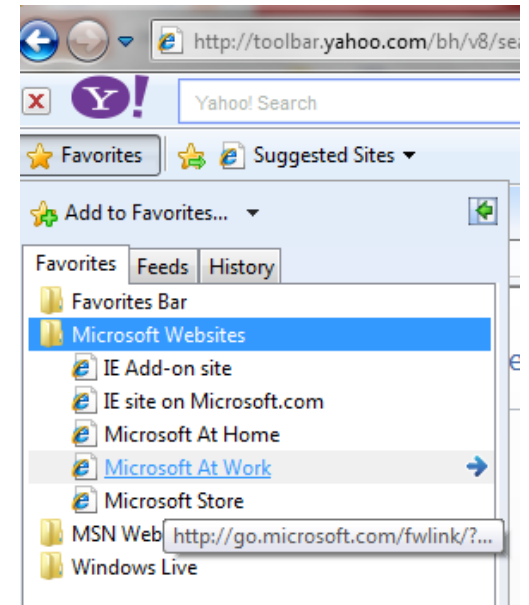 http://toolbar.yahoo.com/bh/v8/sea
Y! Yahoo! Search
Favorites Suggested Sites
Add to Favorites...
Favorites Feeds History
Favorites Bar
Microsoft Websites
IE Add-on site
IE site on Microsoft.com
Microsoft At Home
Microsoft At Work
Microsoft Store
MSN Web http://go.microsoft.com/fwlink/?...
Windows Live